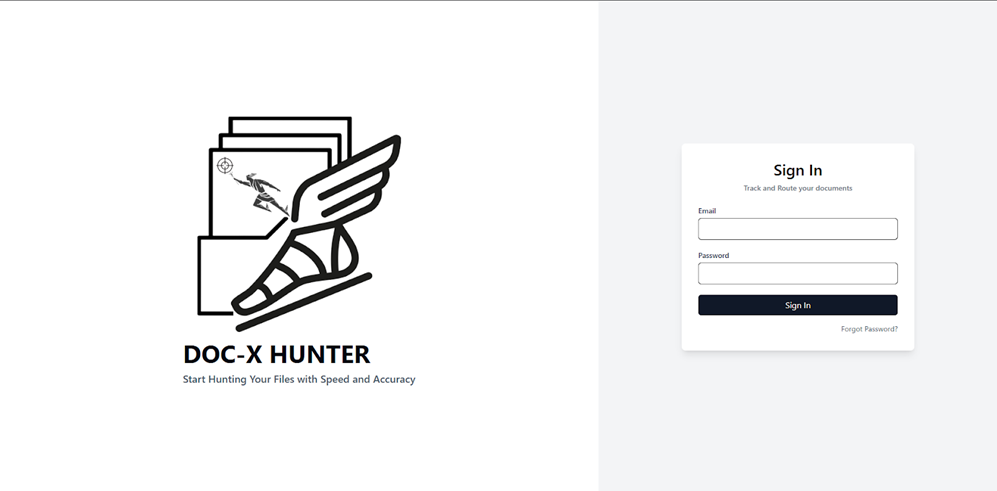 DOC-X HUNTER
Start Hunting Your Files with Speed and Accuracy
Sign In
Track and Route your documents
Email
Password
Sign In
Forgot Password?